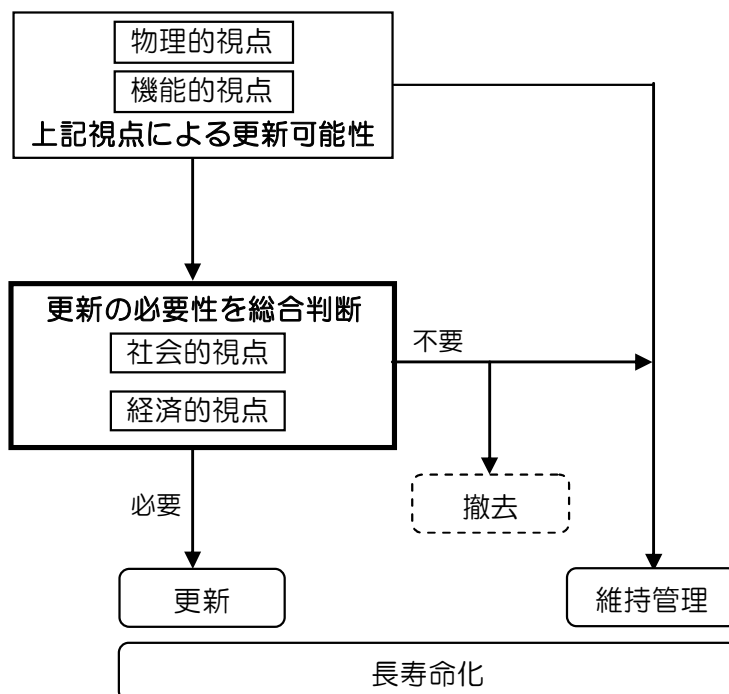 物理的視点
機能的視点
上記視点による更新可能性
更新の必要性を総合判断
社会的視点
経済的視点
不要
撤去
必要
更新
維持管理
長寿命化